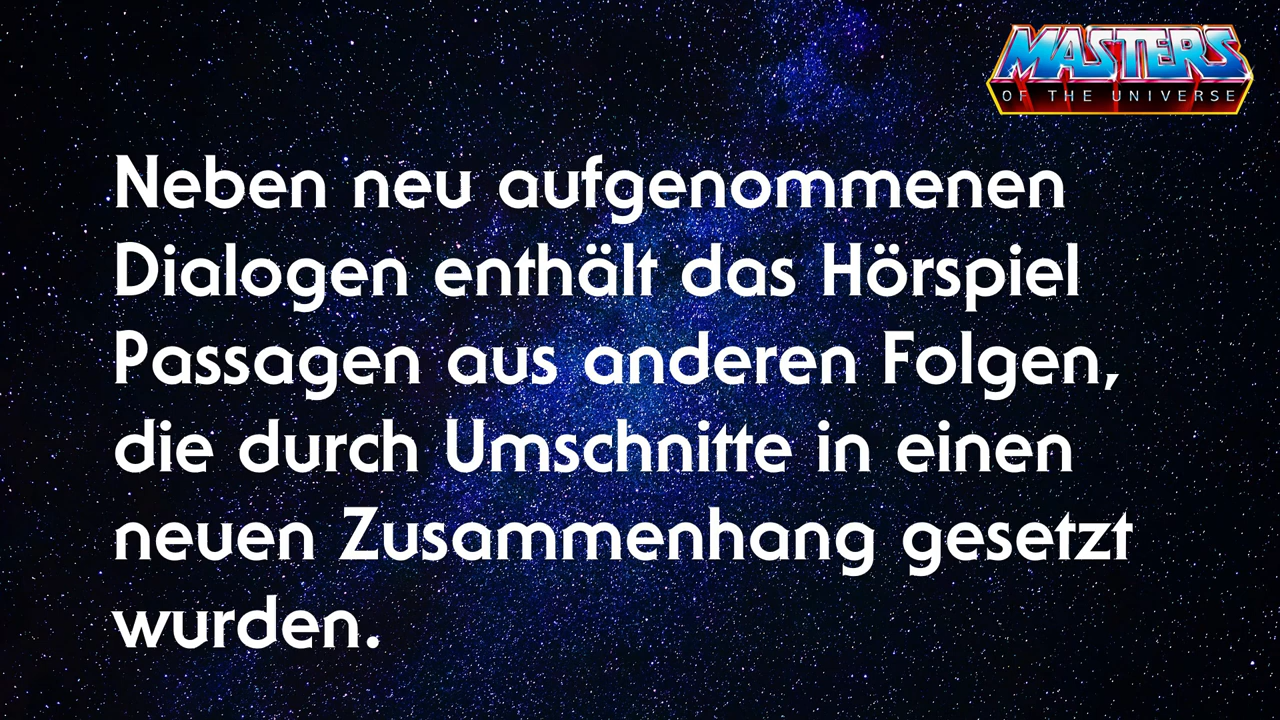 MASTERS
OF THE UNIVERSE
Neben neu aufgenommenen
Dialogen enthält das Hörspiel
Passagen aus anderen Folgen,
die durch Umschnitte in einen
neuen Zusammenhang gesetzt
wurden.